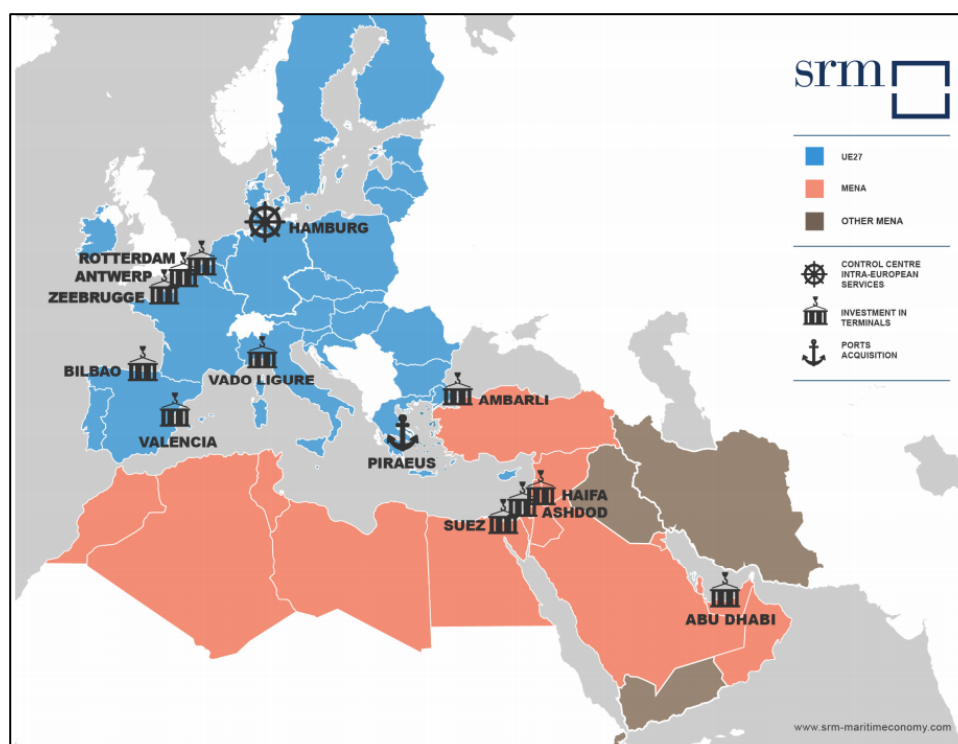 srm
UE27
MENA
OTHER MENA
CONTROL CENTRE
INTRA-EUROPEAN
SERVICES
INVESTMENT IN
TERMINALS
PORTS
ACQUISITION
HAMBURG
ROTTERDAM
ANTWERP
ZEEBRUGGE
BILBAO
VADO LIGURE
VALENCIA
AMBARLI
PIRAEUS
HAIFA
ASHDOD
SUEZ
ABU DHABI
www.srm-maritimeconomy.com